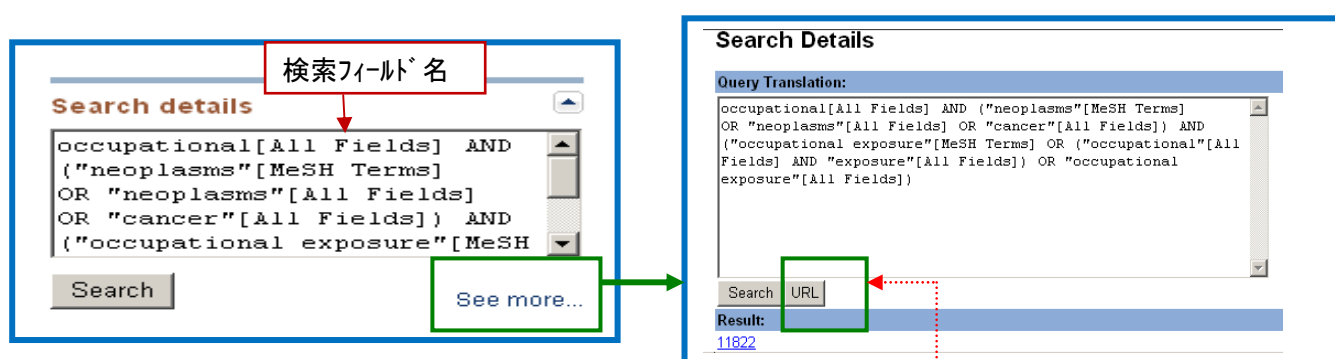 検索ﾌｨｰﾙﾄﾞ名
Search details
occupational[All Fields] AND
("neoplasms"[MeSH Terms]
OR "neoplasms"[All Fields]
OR "cancer"[All Fields]) AND
("occupational exposure"[MeSH
Search
See more...
Search Details
Query Translation:
occupational[All Fields] AND ("neoplasms"[MeSH Terms]
OR "neoplasms"[All Fields] OR "cancer"[All Fields]) AND
("occupational exposure"[MeSH Terms] OR ("occupational"[All
Fields] AND "exposure"[All Fields]) OR "occupational
exposure"[All Fields])
Search
URL
Result:
11822